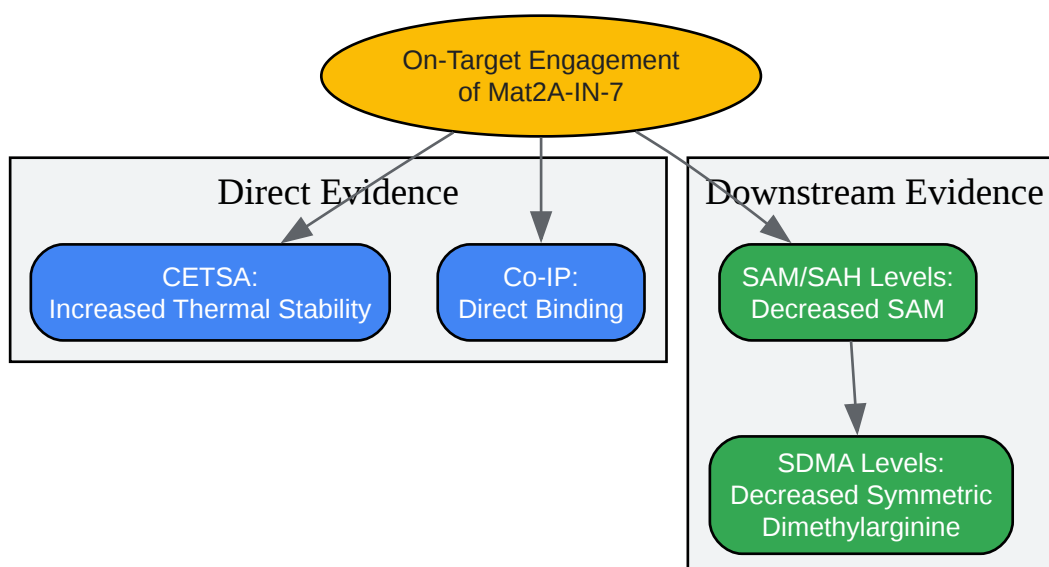 On-Target Engagement
of Mat2A-IN-7
Direct Evidence
Downstream Evidence
CETSA:
Increased Thermal Stability
Co-IP:
Direct Binding
SAM/SAH Levels:
Decreased SAM
SDMA Levels:
Decreased Symmetric
Dimethylarginine